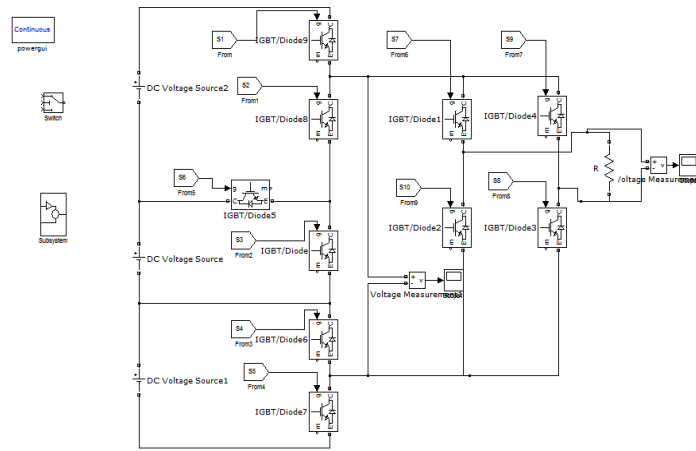 Continuous
powergui
Switch
Subsystem
S1
From
IGBT/Diode9
DC Voltage Source2
S2
From1
IGBT/Diode8
S6
From5
IGBT/Diode5
S3
From2
IGBT/Diode
DC Voltage Source
S4
From3
IGBT/Diode6
S5
From4
IGBT/Diode7
DC Voltage Source1
S7
From6
IGBT/Diode1
S9
From7
IGBT/Diode4
S10
From9
IGBT/Diode2
S8
From8
IGBT/Diode3
R
Voltage Measurement1